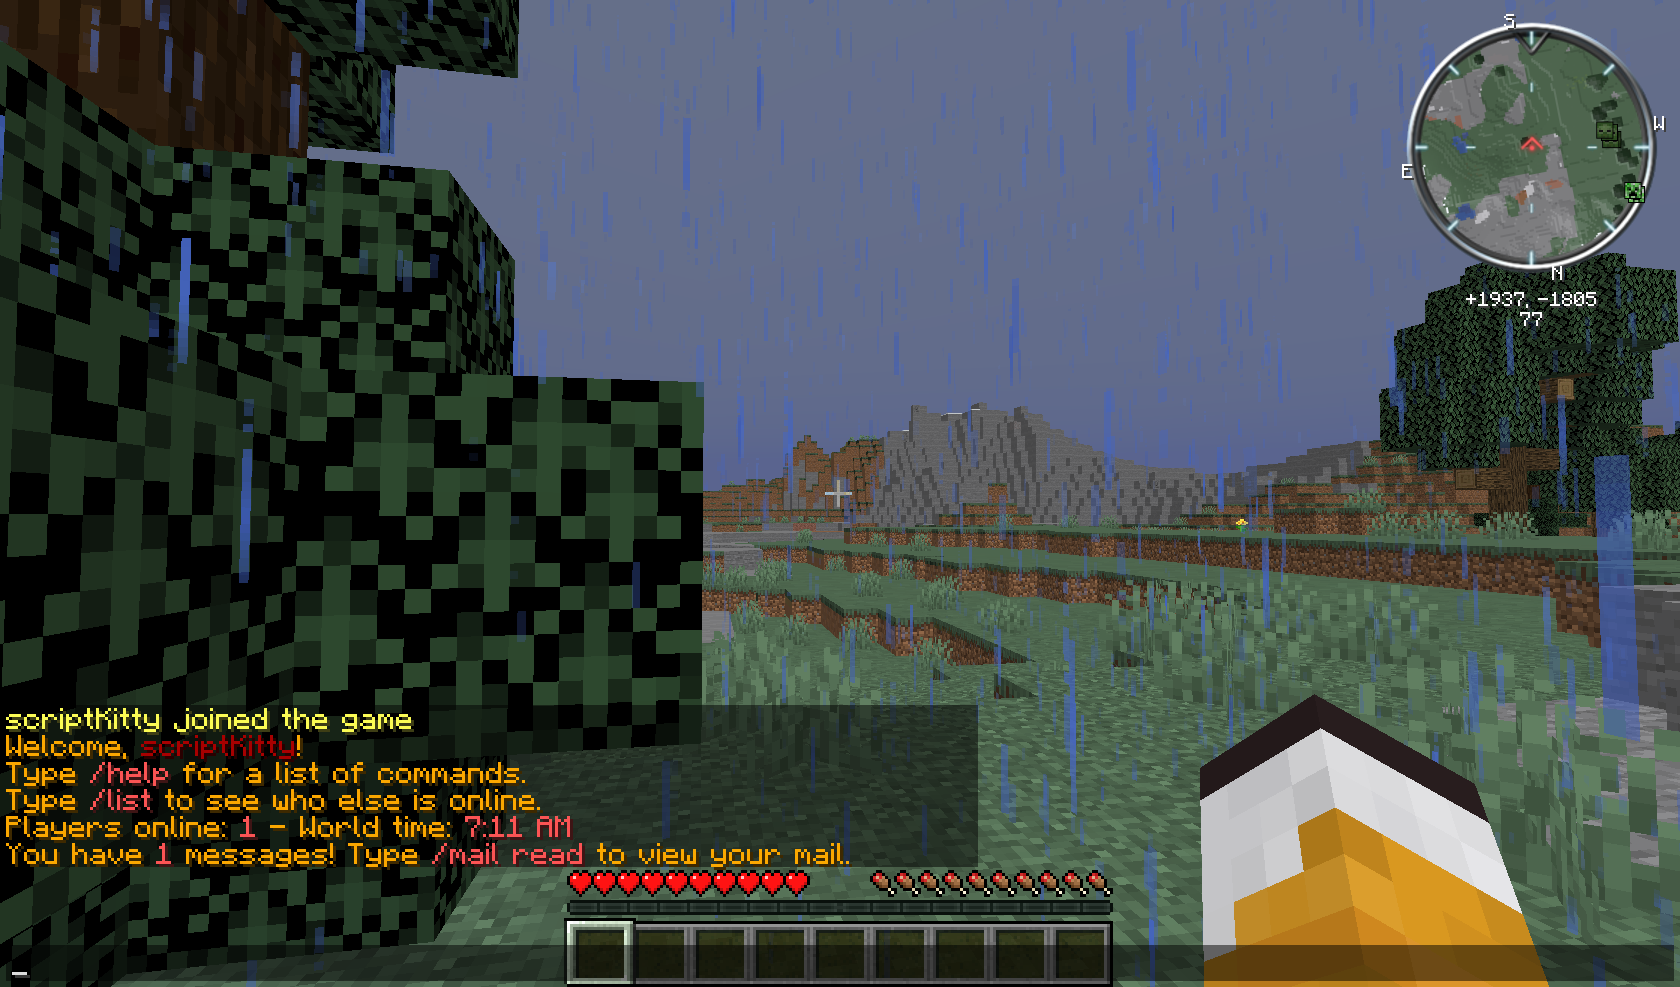 S
W
E
N
+1937, -1805
77
scriptKitty joined the game
Welcome, scriptKitty!
Type /help for a list of commands.
Type /list to see who else is online.
Players online: 1 - World time: 7:11 AM
You have 1 messages! Type /mail read to view your mail.
_